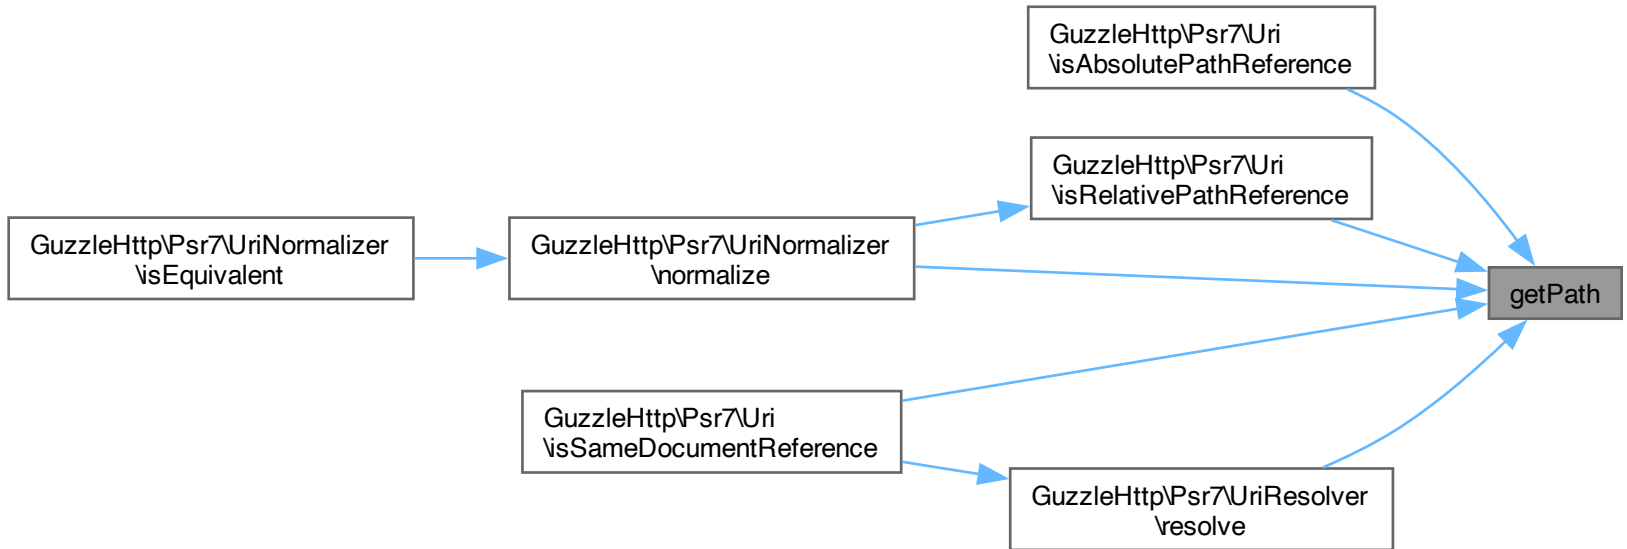 GuzzleHttp\Psr7\Uri
\isAbsolutePathReference
GuzzleHttp\Psr7\Uri
\isRelativePathReference
GuzzleHttp\Psr7\UriNormalizer
\isEquivalent
GuzzleHttp\Psr7\UriNormalizer
\normalize
getPath
GuzzleHttp\Psr7\Uri
\isSameDocumentReference
GuzzleHttp\Psr7\UriResolver
\resolve